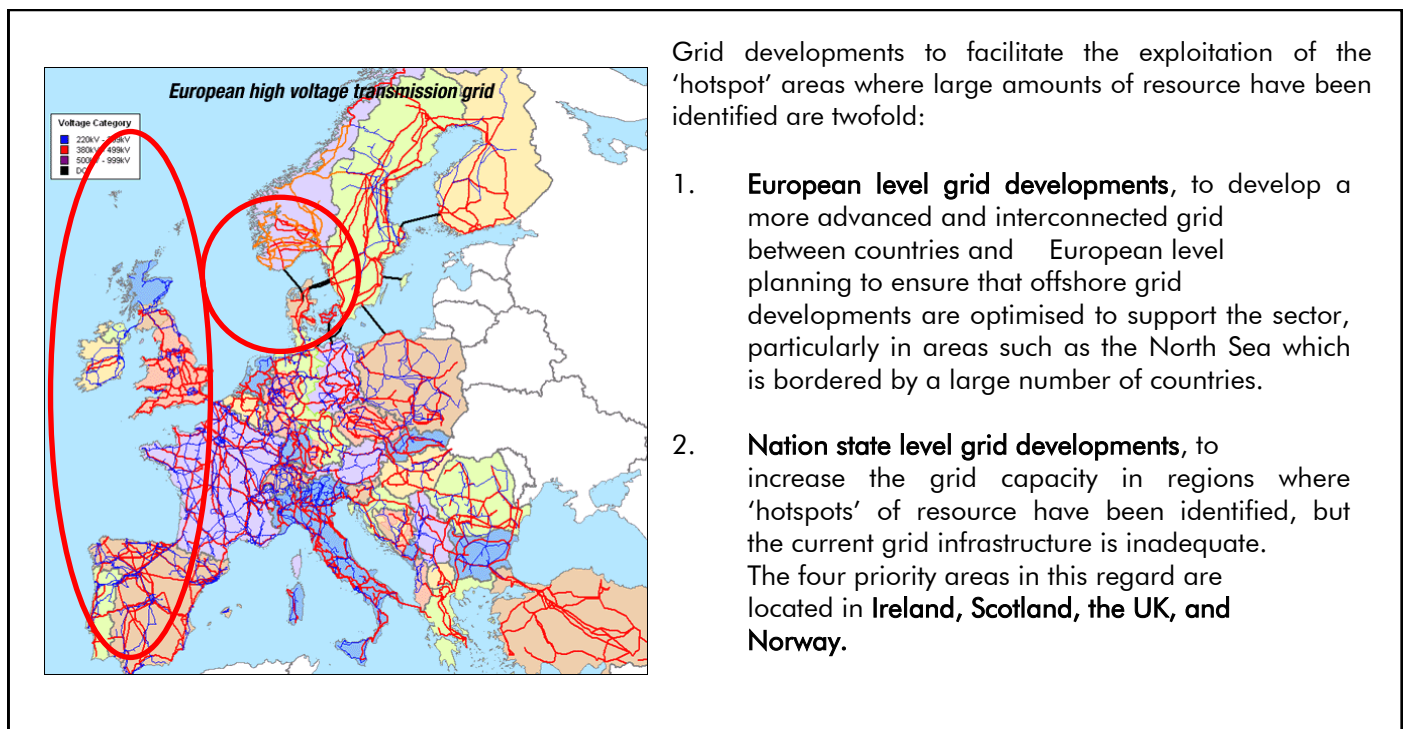 European high voltage transmission grid
Voltage Category
220kV -
380kV - 499kV
500kV - 999kV
Grid developments to facilitate the exploitation of the
‘hotspot’ areas where large amounts of resource have been
identified are twofold:
1. European level grid developments, to develop a
more advanced and interconnected grid
between countries and European level
planning to ensure that offshore grid
developments are optimised to support the sector,
particularly in areas such as the North Sea which
is bordered by a large number of countries.
2. Nation state level grid developments, to
increase the grid capacity in regions where
‘hotspots’ of resource have been identified, but
the current grid infrastructure is inadequate.
The four priority areas in this regard are
located in Ireland, Scotland, the UK, and
Norway.